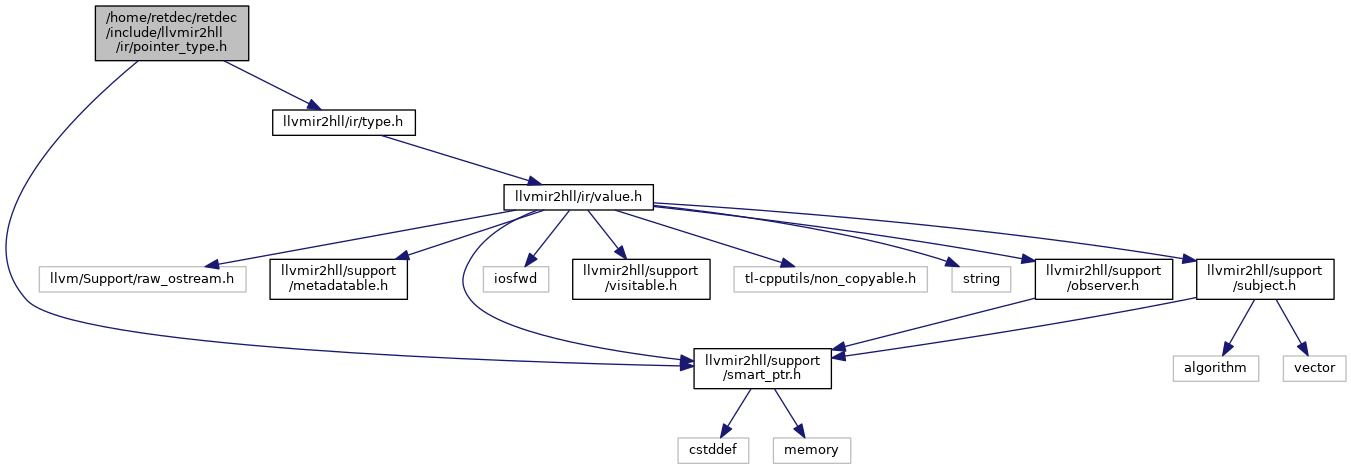 /home/retdec/retdec
/include/llvmir2hll
/ir/pointer_type.h
llvmir2hll/ir/type.h
llvmir2hll/ir/value.h
llvm/Support/raw_ostream.h
llvmir2hll/support
/metadatable.h
iosfwd
llvmir2hll/support
/visitable.h
tl-cpputils/non_copyable.h
string
llvmir2hll/support
/observer.h
llvmir2hll/support
/subject.h
llvmir2hll/support
/smart_ptr.h
algorithm
vector
cstddef
memory